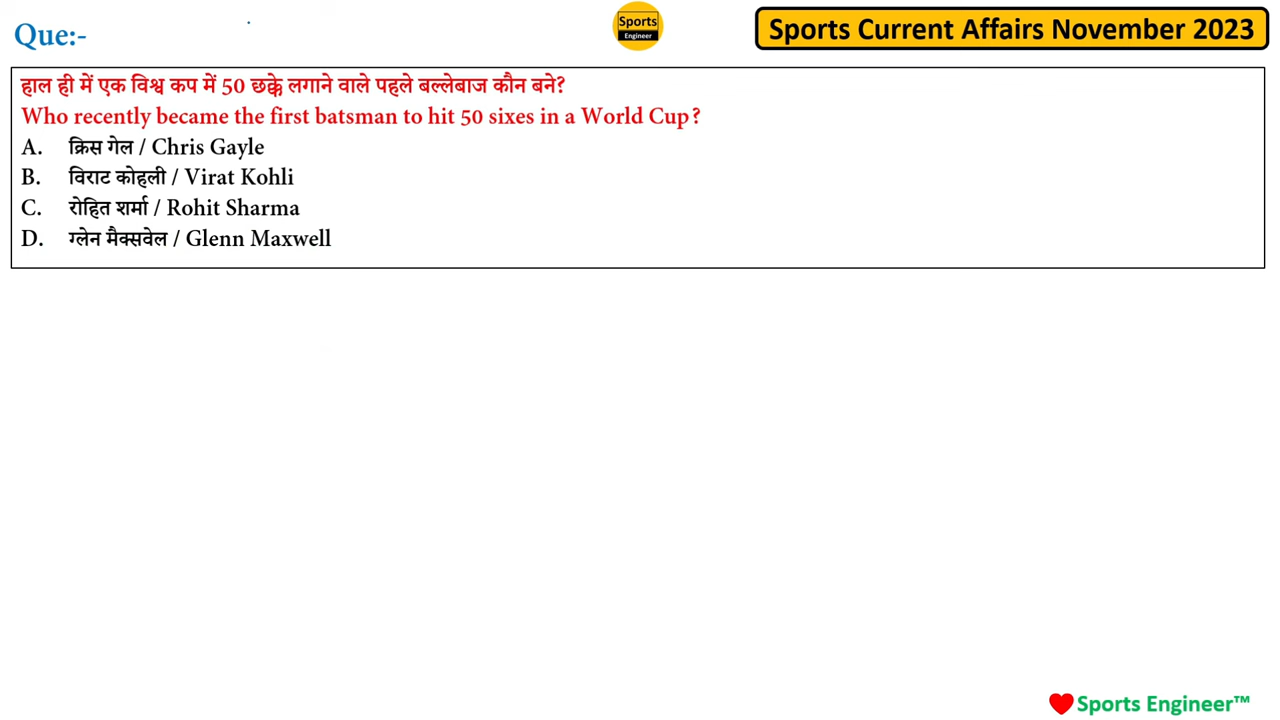 Que:-
Sports
Engineer
Sports Current Affairs November 2023
हाल ही में एक विश्व कप में 50 छक्के लगाने वाले पहले बल्लेबाज कौन बने?
Who recently became the first batsman to hit 50 sixes in a World Cup?
A. क्रिस गेल / Chris Gayle
B. विराट कोहली / Virat Kohli
C. रोहित शर्मा / Rohit Sharma
D. ग्लेन मैक्सवेल / Glenn Maxwell
Sports Engineer™